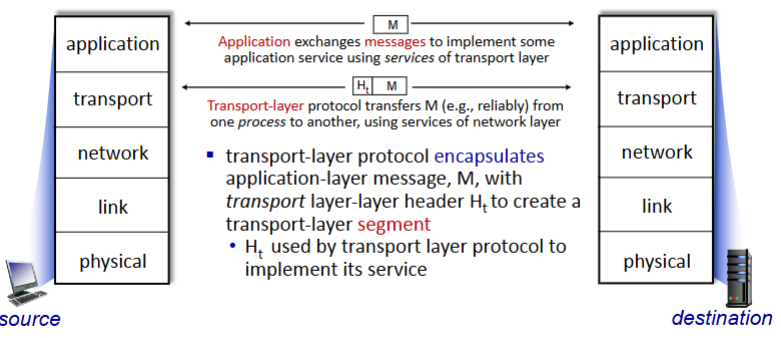 application
transport
network
link
physical
source
M
Application exchanges messages to implement some
application service using services of transport layer
Ht M
Transport-layer protocol transfers M (e.g., reliably) from
one process to another, using services of network layer
▪ transport-layer protocol encapsulates
application-layer message, M, with
transport layer-layer header Ht to create a
transport-layer segment
• Ht used by transport layer protocol to
implement its service
application
transport
network
link
physical
destination